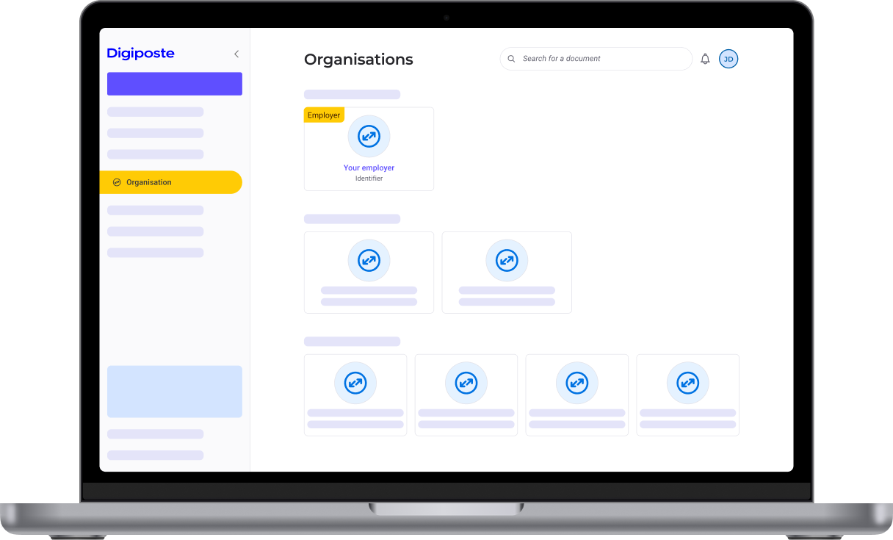 Digiposte
Organisations
Search for a document
JD
Employer
Your employer
Identifier
Organisation